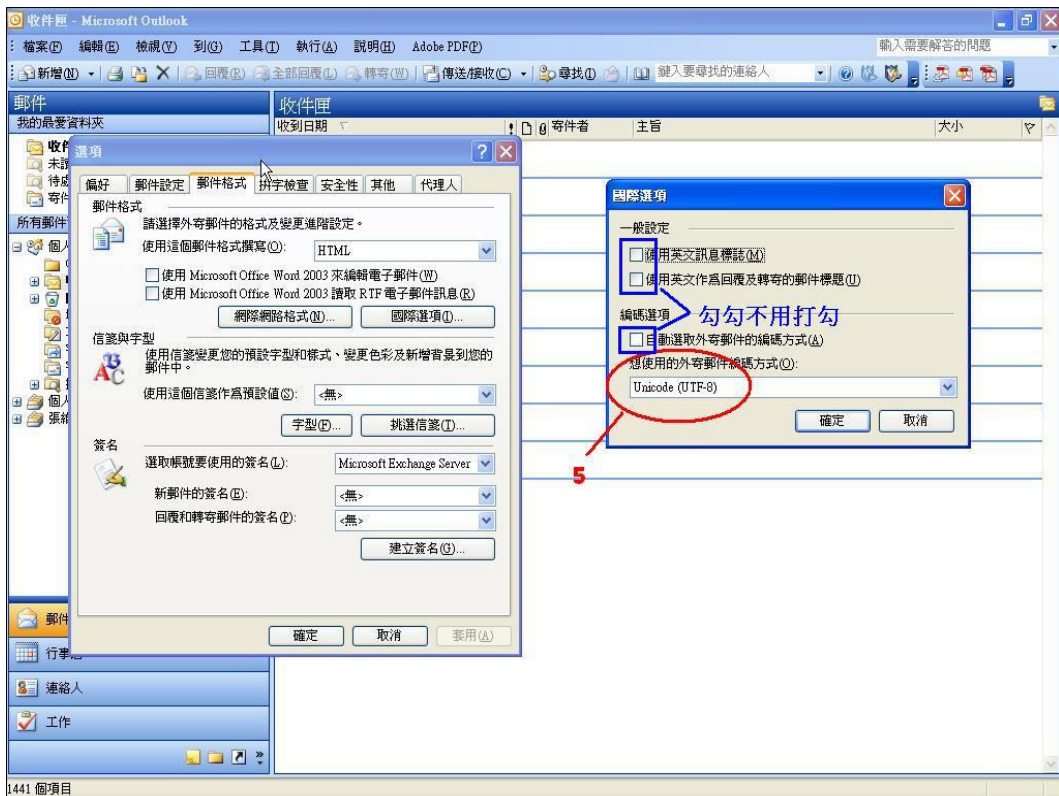 收件匣 - Microsoft Outlook
檔案(F) 編輯(E) 檢視(V) 到(G) 工具(T) 執行(A) 說明(H) Adobe PDF(P) 輸入需要解答的問題
新增(N) 回覆(R) 全部回覆(L) 轉寄(W) 傳送/接收(C) 尋找(I) 鍵入要尋找的連絡人
郵件 收件匣
我的最愛資料夾 收到日期 寄件者 主旨 大小
選項
偏好 郵件設定 郵件格式 拼字檢查 安全性 其他 代理人
郵件格式
請選擇外寄郵件的格式及變更進階設定。
使用這個郵件格式撰寫(O): HTML
使用 Microsoft Office Word 2003 來編輯電子郵件(W)
使用 Microsoft Office Word 2003 讀取 RTF 電子郵件訊息(R)
網際網路格式(N)... 國際選項(I)...
信箋與字型
使用信箋變更您的預設字型和樣式、變更色彩及新增背景到您的
郵件中。
使用這個信箋作為預設值(S): <無>
字型(F)... 挑選信箋(T)...
簽名
選取帳號要使用的簽名(L): Microsoft Exchange Server
新郵件的簽名(E): <無>
回覆和轉寄郵件的簽名(P): <無>
建立簽名(G)...
確定 取消 套用(A)
國際選項
一般設定
使用英文訊息標誌(M)
使用英文作為回覆及轉寄的郵件標題(U)
編碼選項
勾勾不用打勾
自動選取外寄郵件的編碼方式(A)
想使用的外寄郵件編碼方式(O):
Unicode (UTF-8)
確定 取消
5
所有郵件
郵件
行事
連絡人
工作
1441 個項目